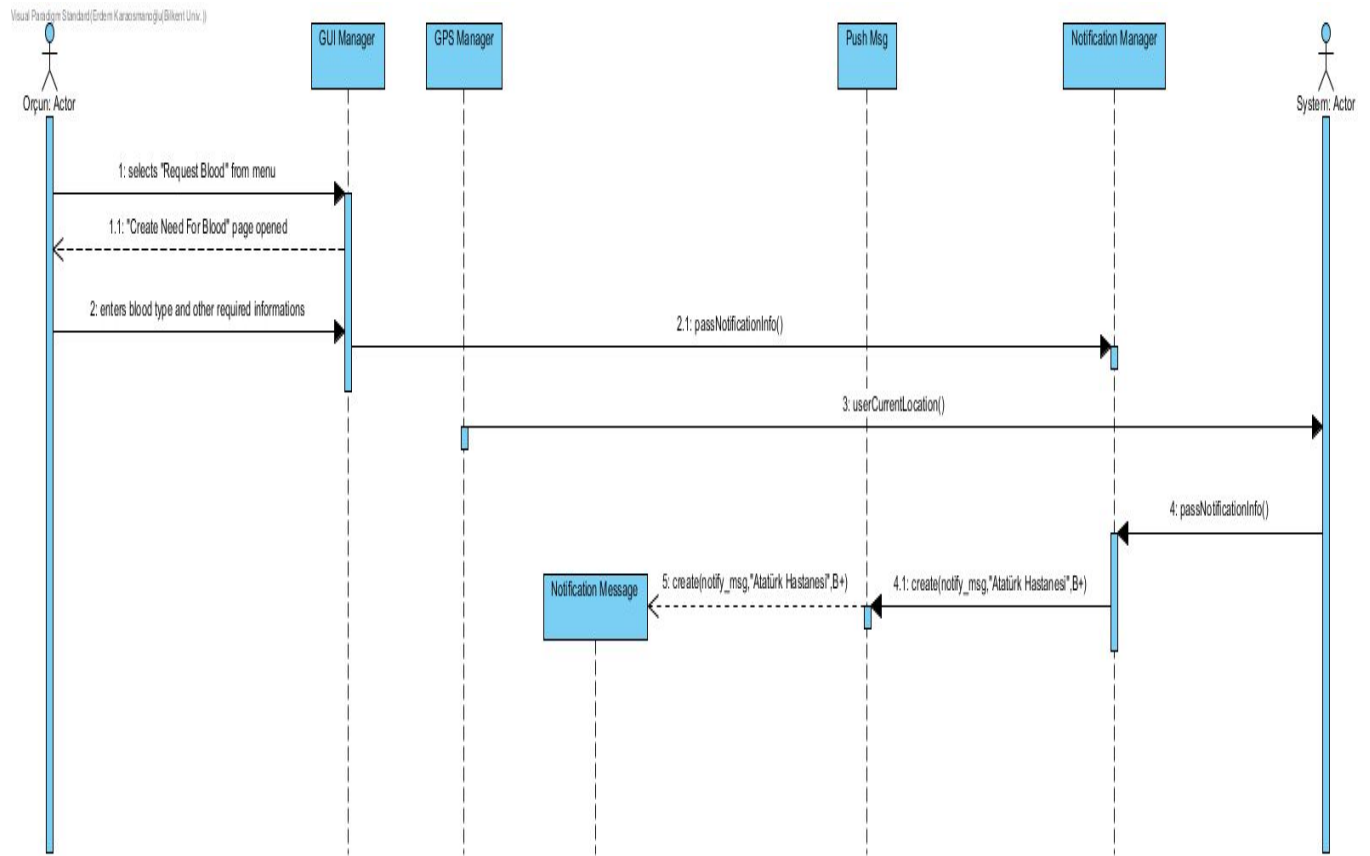 Visual Paradigm Standard(Erdem Karaosmanoğlu(Bilkent Univ.))
GUI Manager
GPS Manager
Push Msg
Notification Manager
Orçun: Actor
System: Actor
1: selects "Request Blood" from menu
1.1: "Create Need For Blood" page opened
2: enters blood type and other required informations
2.1: passNotificationInfo()
3: userCurrentLocation()
4: passNotificationInfo()
Notification Message
5: create(notify_msg,"Atatürk Hastanesi",B+)
4.1: create(notify_msg,"Atatürk Hastanesi",B+)